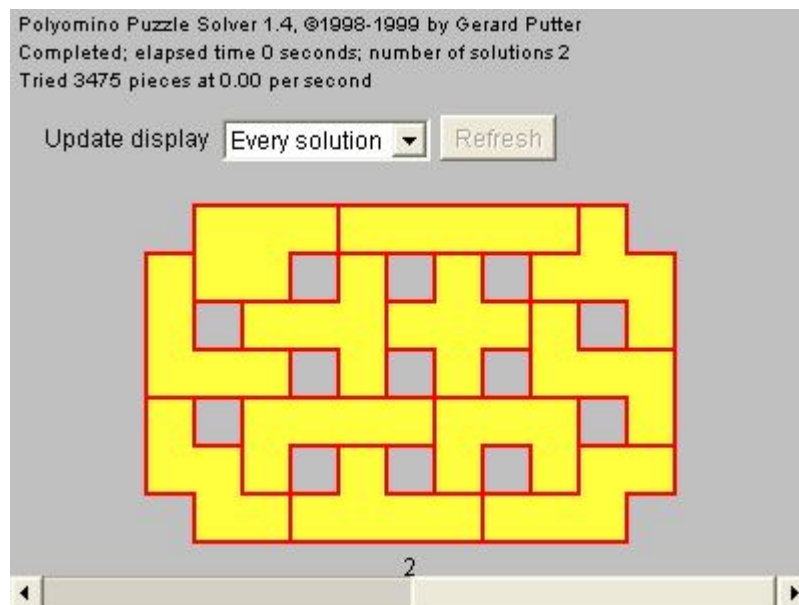 Polyomino Puzzle Solver 1.4, ©1998-1999 by Gerard Putter
Completed; elapsed time 0 seconds; number of solutions 2
Tried 3475 pieces at 0.00 per second
Update display Every solution Refresh
2